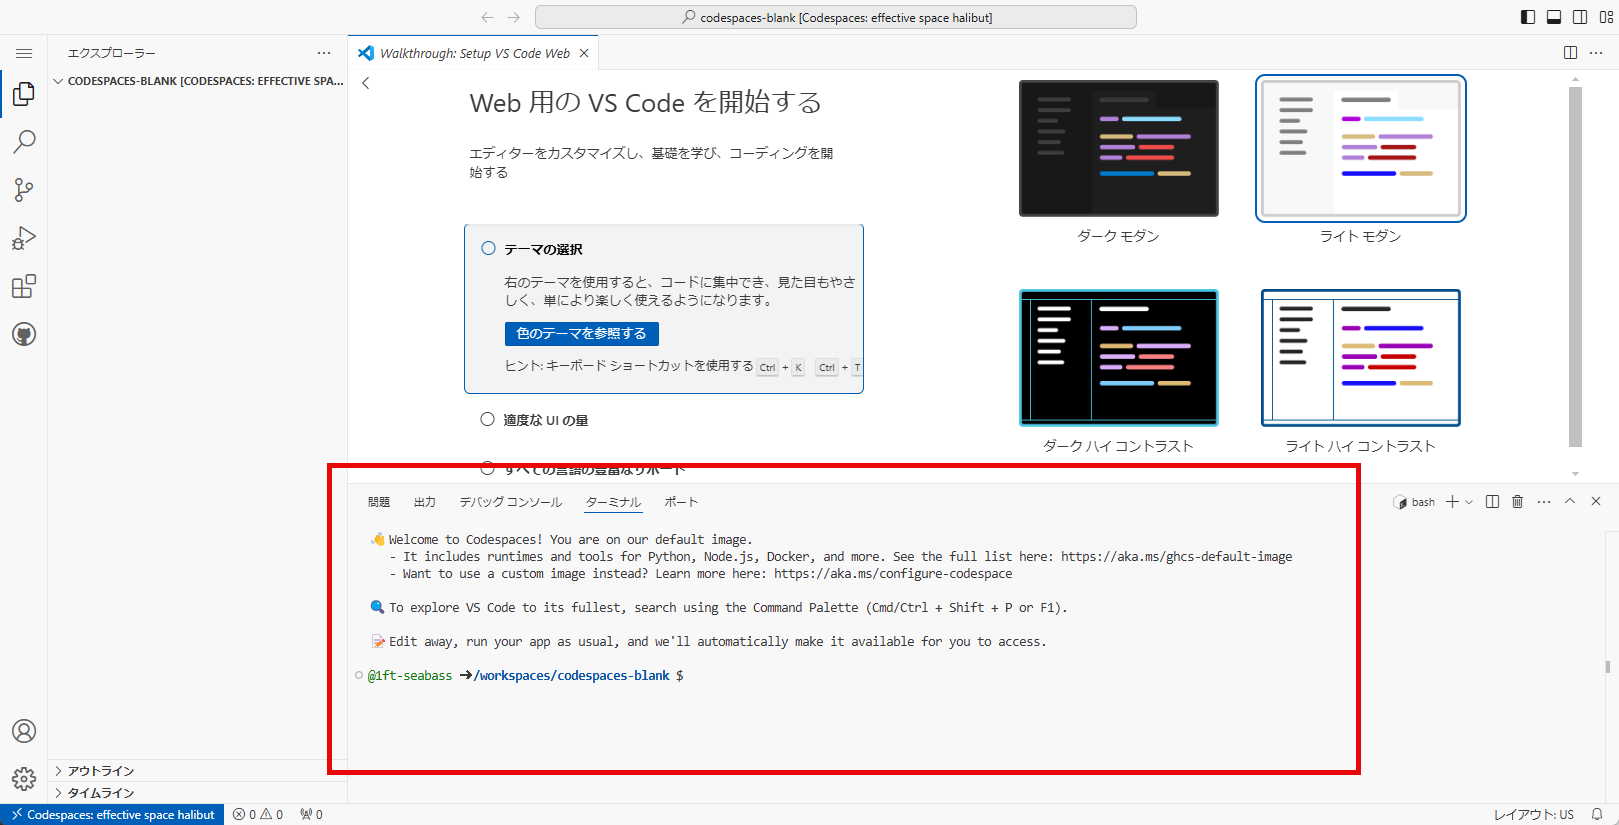 codespaces-blank [Codespaces: effective space halibut]
エクスプローラー
CODESPACES-BLANK [CODESPACES: EFFECTIVE SPA...
Walkthrough: Setup VS Code Web
Web 用の VS Code を開始する
エディターをカスタマイズし、基礎を学び、コーディングを開
始する
テーマの選択
右のテーマを使用すると、コードに集中でき、見た目もやさ
しく、単により楽しく使えるようになります。
色のテーマを参照する
ヒント: キーボード ショートカットを使用する Ctrl + K Ctrl + T
適度な UI の量
すべての言語の豊富なサポート
ダーク モダン
ライト モダン
ダーク ハイ コントラスト
ライト ハイ コントラスト
問題 出力 デバッグ コンソール ターミナル ポート
bash
👋 Welcome to Codespaces! You are on our default image.
- It includes runtimes and tools for Python, Node.js, Docker, and more. See the full list here: https://aka.ms/ghcs-default-image
- Want to use a custom image instead? Learn more here: https://aka.ms/configure-codespace
🔍 To explore VS Code to its fullest, search using the Command Palette (Cmd/Ctrl + Shift + P or F1).
📝 Edit away, run your app as usual, and we'll automatically make it available for you to access.
@1ft-seabass ➜/workspaces/codespaces-blank $
アウトライン
タイムライン
Codespaces: effective space halibut
0 0 0
レイアウト: US